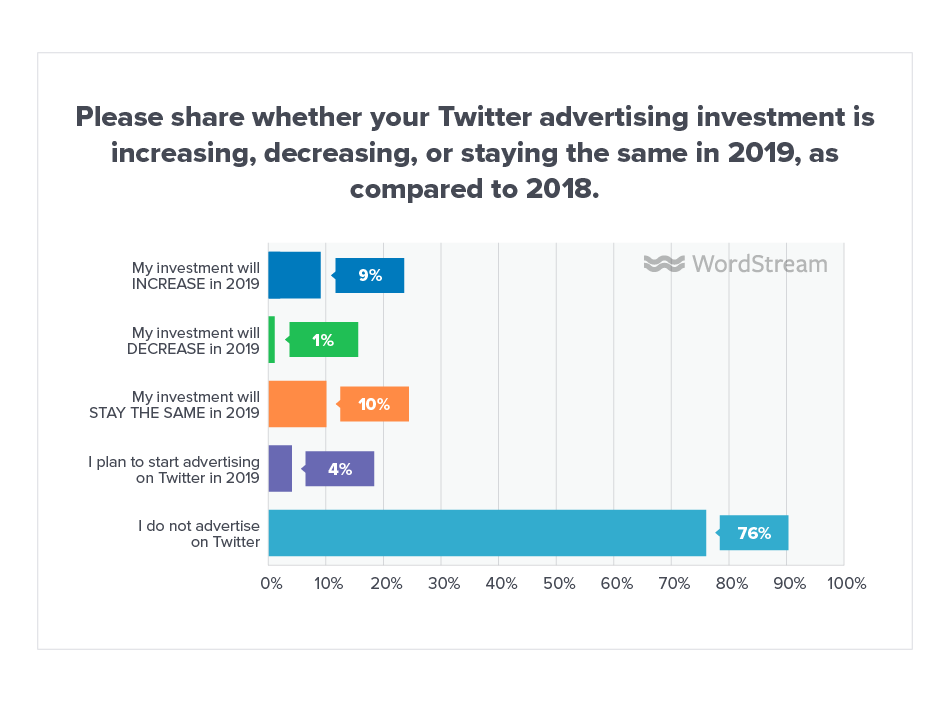 Please share whether your Twitter advertising investment is
increasing, decreasing, or staying the same in 2019, as
compared to 2018.
WordStream
My investment will
INCREASE in 2019
9%
My investment will
DECREASE in 2019
1%
My investment will
STAY THE SAME in 2019
10%
I plan to start advertising
on Twitter in 2019
4%
I do not advertise
on Twitter
76%
0% 10% 20% 30% 40% 50% 60% 70% 80% 90% 100%